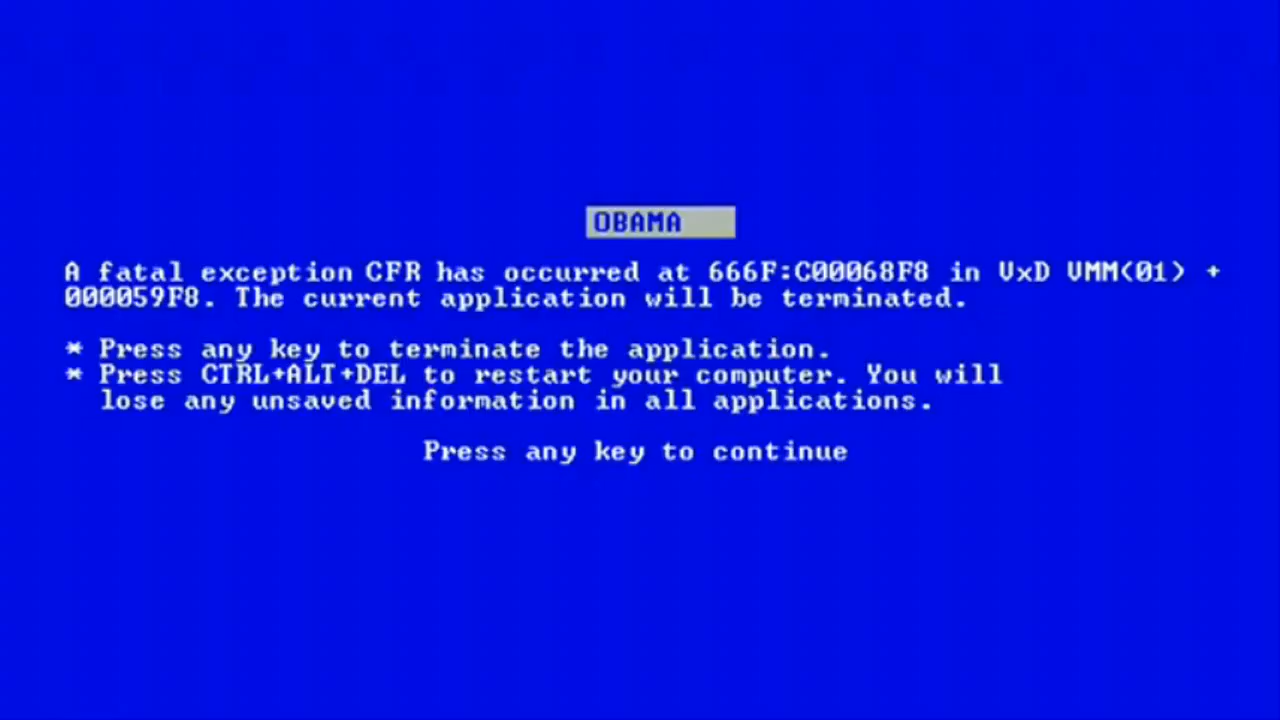 OBAMA
A fatal exception CFR has occurred at 666F:C00068F8 in VxD VMM(01) +
000059F8. The current application will be terminated.
* Press any key to terminate the application.
* Press CTRL+ALT+DEL to restart your computer. You will
lose any unsaved information in all applications.
Press any key to continue